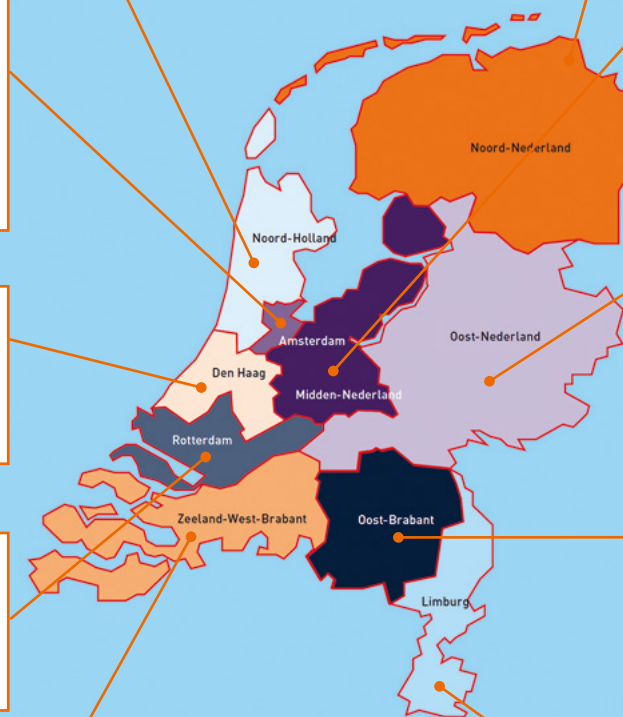 Noord-Nederland
Noord-Holland
Oost-Nederland
Amsterdam
Den Haag
Midden-Nederland
Rotterdam
Zeeland-West-Brabant
Oost-Brabant
Limburg